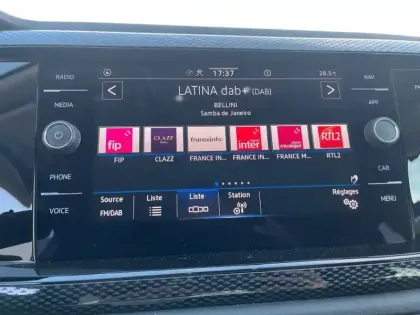 RADIO
MEDIA
PHONE
VOICE
17:37
28.5°C
LATINA dab+ (DAB)
BELLINI
Samba de Janeiro
fip
CLAZZ
franceinfo
inter
RTL2
FIP
CLAZZ
FRANCE IN...
FRANCE IN...
FRANCE M...
RTL2
Source
FM/DAB
Liste
Liste
Station
Réglages
NAV
APP
CAR
MENU